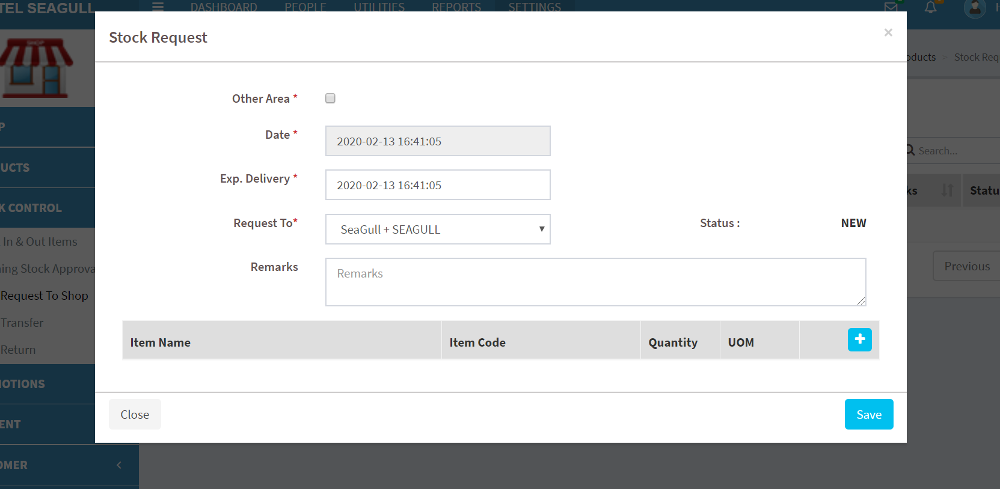 TEL SEAGULL
DASHBOARD PEOPLE UTILITIES REPORTS SETTINGS
Stock Request ×
SHOP
oducts > Stock Req
Other Area *
P
Date * 2020-02-13 16:41:05
Search...
UCTS
Exp. Delivery * 2020-02-13 16:41:05
ks Statu
K CONTROL
Request To* SeaGull + SEAGULL Status : NEW
In & Out Items
ing Stock Approva
Remarks Remarks
Previous
Request To Shop
Transfer
Item Name Item Code Quantity UOM +
Return
OTIONS
Close Save
ENT
OMER